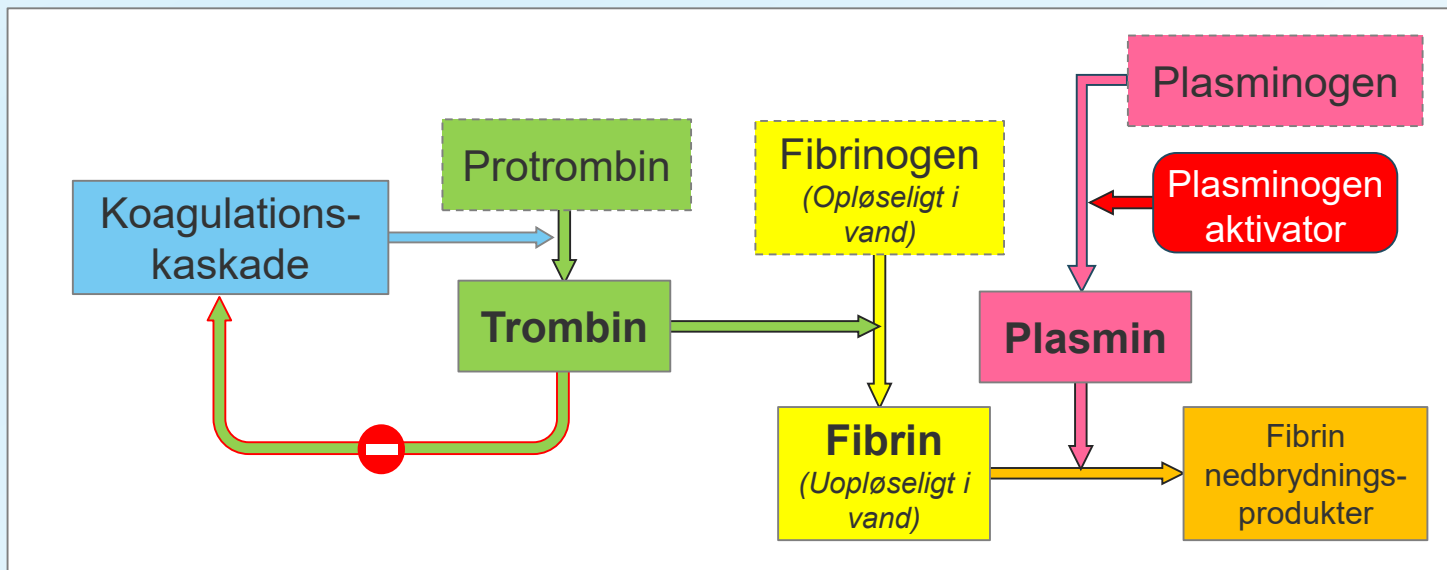 Plasminogen
Protrombin
Fibrinogen
(Opløseligt i
vand)
Plasminogen
aktivator
Koagulations-
kaskade
Trombin
Plasmin
Fibrin
(Uopløseligt i
vand)
Fibrin
nedbrydnings-
produkter